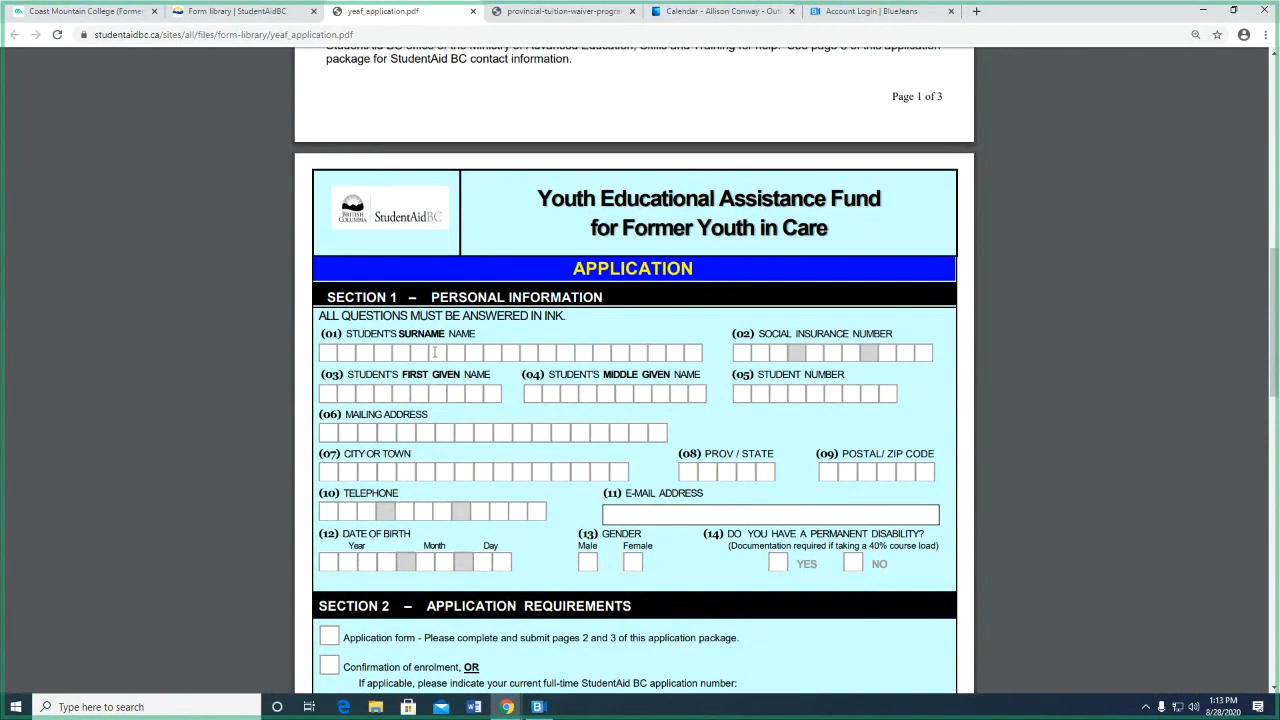 Coast Mountain College (Former
Form library | StudentAidBC
yeaf_application.pdf
provincial-tuition-waiver-program
Calendar - Allison Conway - Out
Account Login | BlueJeans
studentaidbc.ca/sites/all/files/form-library/yeaf_application.pdf
package for StudentAid BC contact information.
Page 1 of 3
BRITISH COLUMBIA
StudentAidBC
Youth Educational Assistance Fund
for Former Youth in Care
APPLICATION
SECTION 1 – PERSONAL INFORMATION
ALL QUESTIONS MUST BE ANSWERED IN INK.
(01) STUDENT'S SURNAME NAME (02) SOCIAL INSURANCE NUMBER
(03) STUDENT'S FIRST GIVEN NAME (04) STUDENT'S MIDDLE GIVEN NAME (05) STUDENT NUMBER
(06) MAILING ADDRESS
(07) CITY OR TOWN (08) PROV / STATE (09) POSTAL/ ZIP CODE
(10) TELEPHONE (11) E-MAIL ADDRESS
(12) DATE OF BIRTH (13) GENDER (14) DO YOU HAVE A PERMANENT DISABILITY?
Year Month Day Male Female (Documentation required if taking a 40% course load)
YES NO
SECTION 2 – APPLICATION REQUIREMENTS
Application form - Please complete and submit pages 2 and 3 of this application package.
Confirmation of enrolment, OR
If applicable, please indicate your current full-time StudentAid BC application number:
Type here to search
1:13 PM
8/28/2020